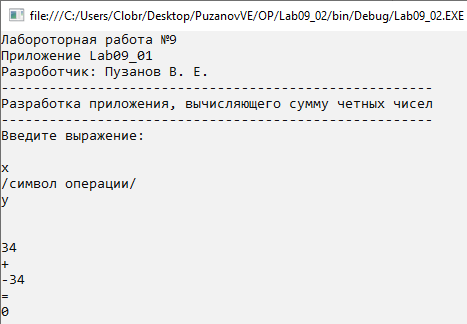 file:///C:/Users/Clobr/Desktop/PuzanovVE/OP/Lab09_02/bin/Debug/Lab09_02.EXE
Лабороторная работа №9
Приложение Lab09_01
Разроботчик: Пузанов В. Е.
------------------------------------------------------
Разработка приложения, вычисляющего сумму четных чисел
------------------------------------------------------
Введите выражение:
x
/символ операции/
y
34
+
-34
=
0